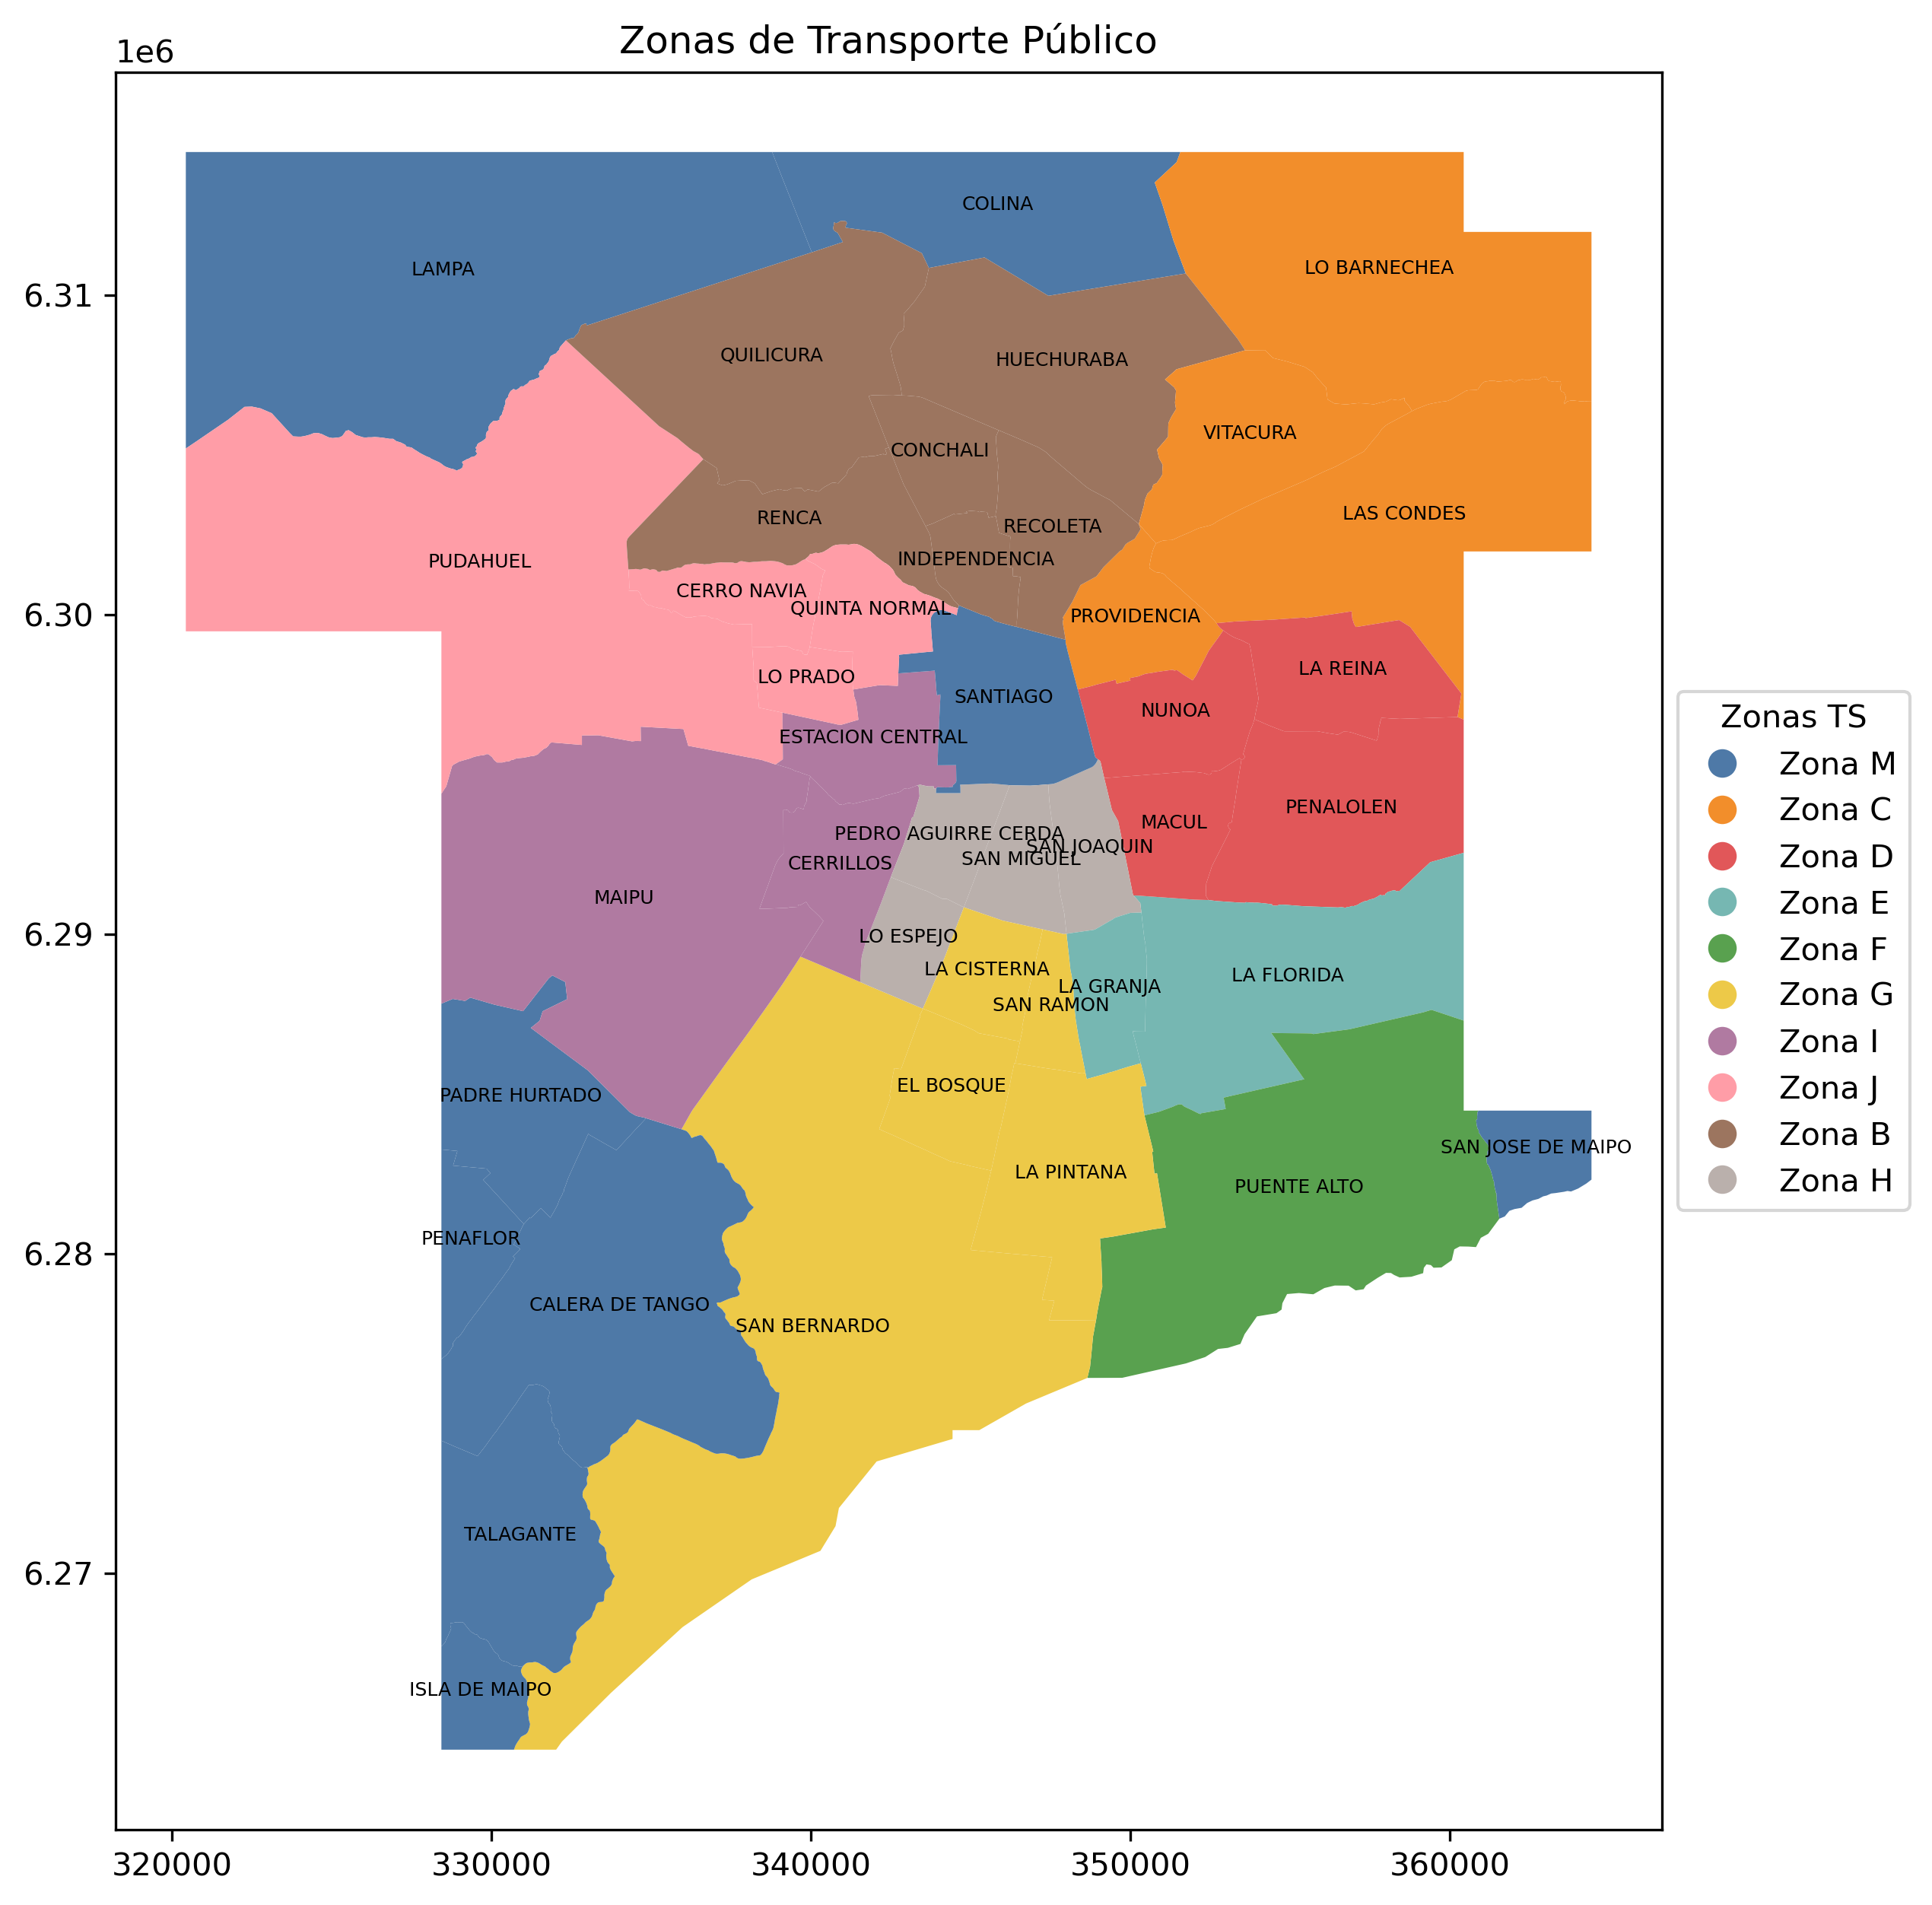 Zonas de Transporte Público
1e6
6.31
6.30
6.29
6.28
6.27
320000
330000
340000
350000
360000
COLINA
LAMPA
LO BARNECHEA
QUILICURA
HUECHURABA
VITACURA
CONCHALI
LAS CONDES
RENCA
RECOLETA
INDEPENDENCIA
PUDAHUEL
CERRO NAVIA
QUINTA NORMAL
PROVIDENCIA
LA REINA
LO PRADO
SANTIAGO
NUNOA
ESTACION CENTRAL
PENALOLEN
MACUL
PEDRO AGUIRRE CERDA
SAN JOAQUIN
SAN MIGUEL
CERRILLOS
MAIPU
LO ESPEJO
LA CISTERNA
LA FLORIDA
LA GRANJA
SAN RAMON
EL BOSQUE
PADRE HURTADO
SAN JOSE DE MAIPO
LA PINTANA
PUENTE ALTO
PENAFLOR
CALERA DE TANGO
SAN BERNARDO
TALAGANTE
ISLA DE MAIPO
Zonas TS
Zona M
Zona C
Zona D
Zona E
Zona F
Zona G
Zona I
Zona J
Zona B
Zona H